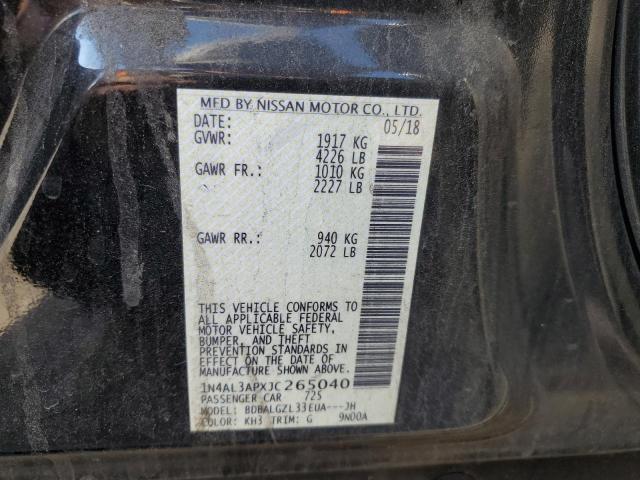 MFD BY NISSAN MOTOR CO., LTD.
DATE: 05/18
GVWR: 1917 KG
4226 LB
GAWR FR.: 1010 KG
2227 LB
GAWR RR.: 940 KG
2072 LB
THIS VEHICLE CONFORMS TO
ALL APPLICABLE FEDERAL
MOTOR VEHICLE SAFETY,
BUMPER, AND THEFT
PREVENTION STANDARDS IN
EFFECT ON THE DATE OF
MANUFACTURE SHOWN ABOVE.
1N4AL3APXJC265040
PASSENGER CAR 725
MODEL: BDBALGZL33EUA---JH
COLOR: KH3 TRIM: G 9N00A